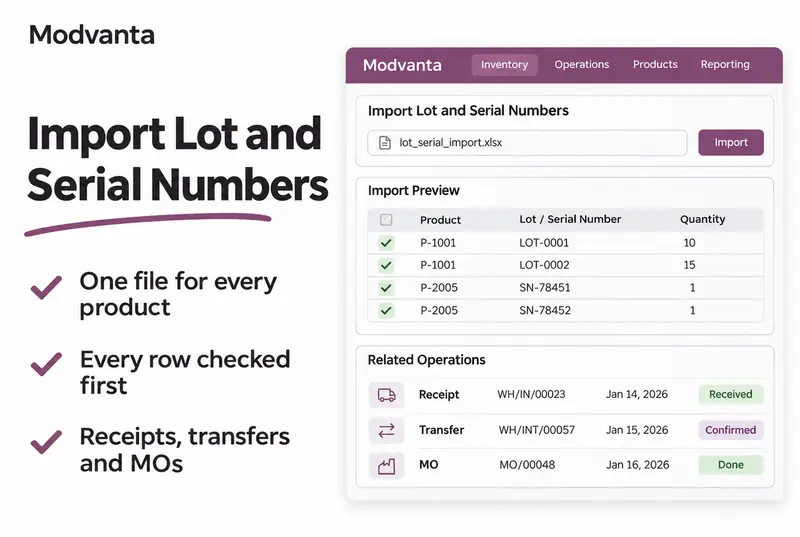 Modvanta
Import Lot and
Serial Numbers
One file for every
product
Every row checked
first
Receipts, transfers
and MOs
Modvanta Inventory Operations Products Reporting
Import Lot and Serial Numbers
lot_serial_import.xlsx Import
Import Preview
Product Lot / Serial Number Quantity
P-1001 LOT-0001 10
P-1001 LOT-0002 15
P-2005 SN-78451 1
P-2005 SN-78452 1
Related Operations
Receipt WH/IN/00023 Jan 14, 2026 Received
Transfer WH/INT/00057 Jan 15, 2026 Confirmed
MO MO/00048 Jan 16, 2026 Done